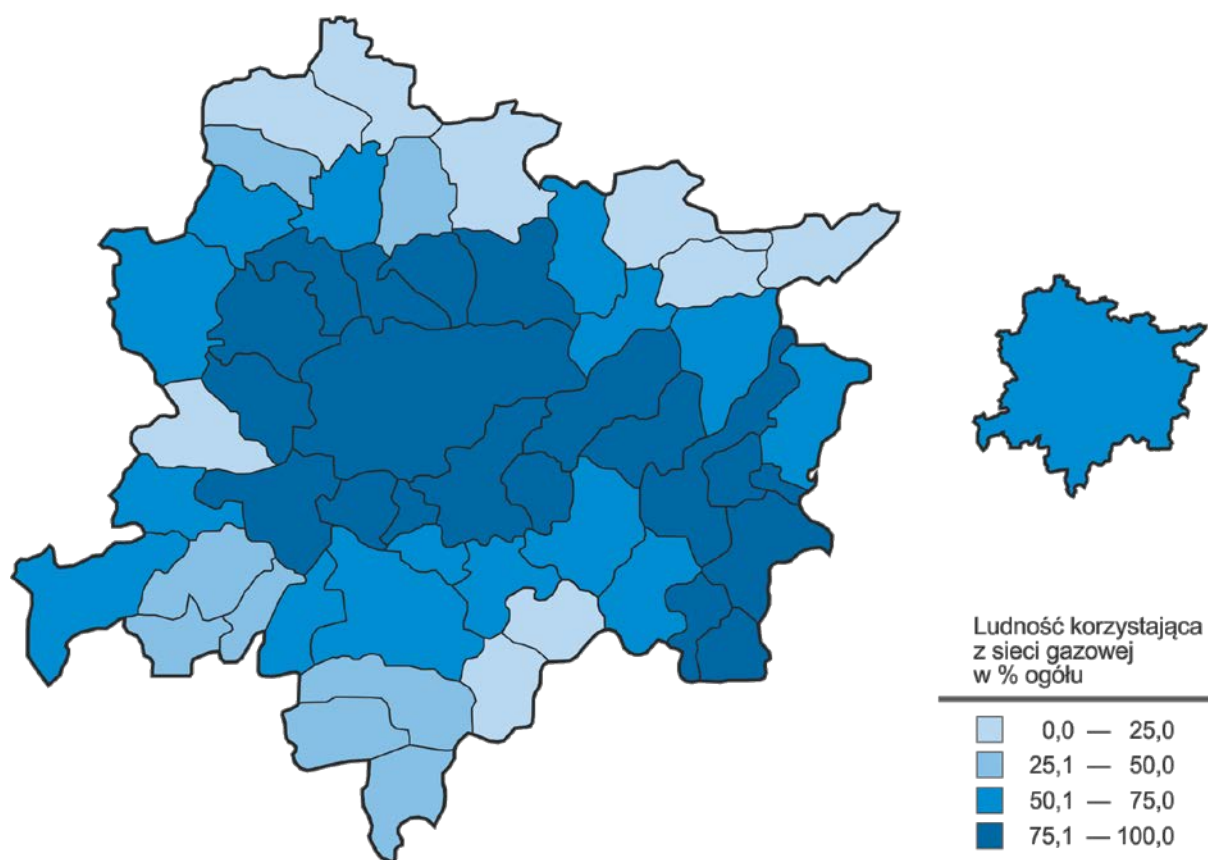 Ludność korzystająca
z sieci gazowej
w % ogółu
0,0 — 25,0
25,1 — 50,0
50,1 — 75,0
75,1 — 100,0